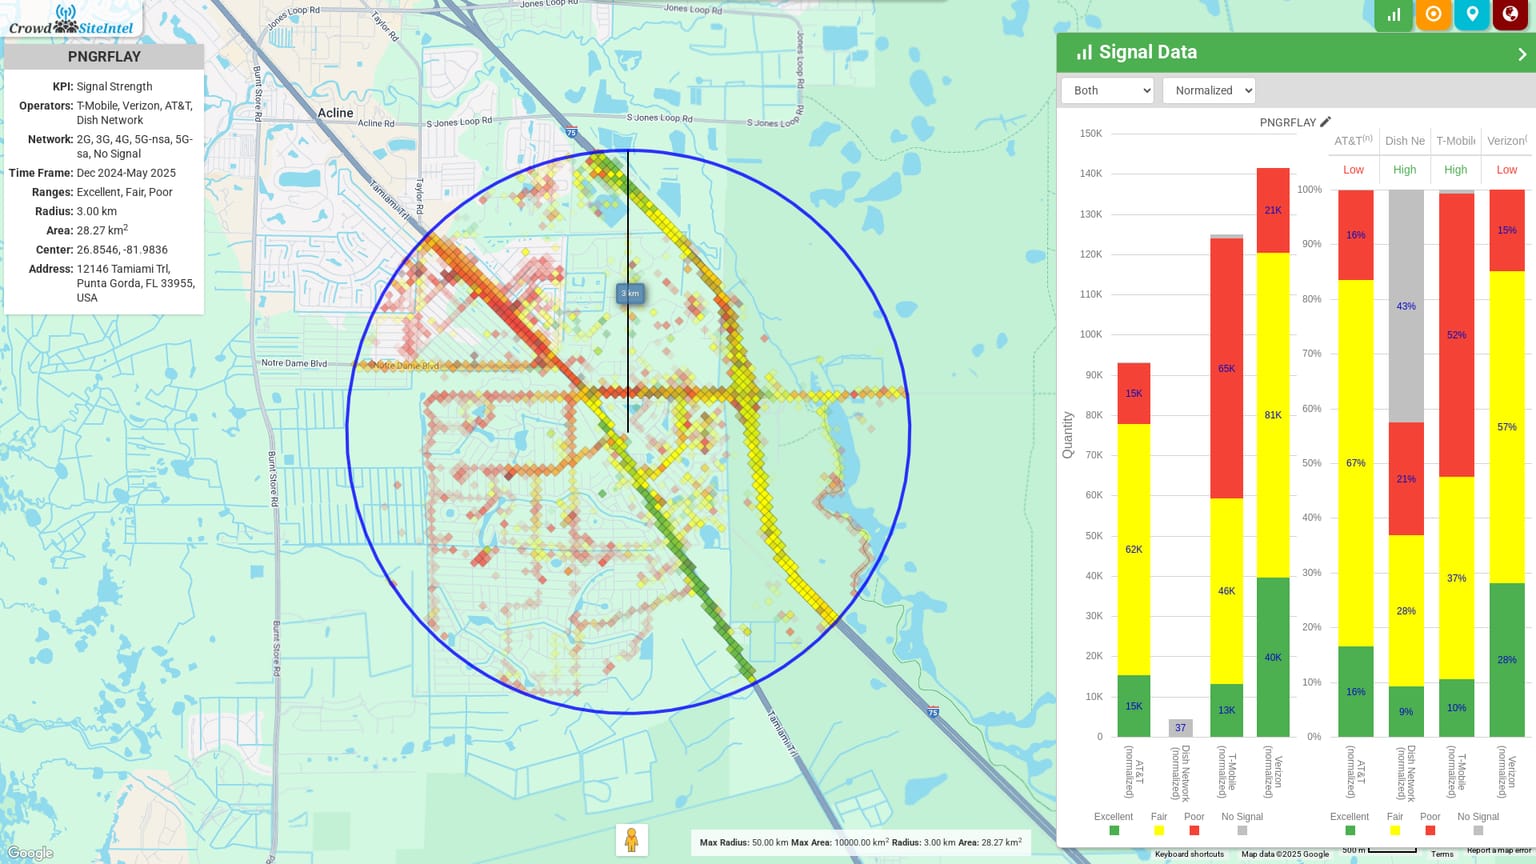 Crowd SiteIntel
PNGRFLAY
KPI: Signal Strength
Operators: T-Mobile, Verizon, AT&T,
Dish Network
Network: 2G, 3G, 4G, 5G-nsa, 5G-
sa, No Signal
Time Frame: Dec 2024-May 2025
Ranges: Excellent, Fair, Poor
Radius: 3.00 km
Area: 28.27 km2
Center: 26.8546, -81.9836
Address: 12146 Tamiami Trl,
Punta Gorda, FL 33955,
USA
Jones Loop Rd
Jones Loop Rd
Taylor Rd
Jones Loop Rd
Burnt Store Rd
Acline
Acline Rd
S Jones Loop Rd
S Jones Loop Rd
S Jones Loop Rd
75
Tamiami Trl
Taylor Rd
3 km
Notre Dame Blvd
Notre Dame Blvd
Burnt Store Rd
Burnt Store Rd
75
Tamiami Trl
Google
Max Radius: 50.00 km Max Area: 10000.00 km2 Radius: 3.00 km Area: 28.27 km2
Signal Data
Both
Normalized
PNGRFLAY
150K
140K
130K
120K
110K
100K
90K
80K
70K
60K
50K
40K
30K
20K
10K
0
Quantity
15K
62K
15K
37
65K
46K
13K
21K
81K
40K
AT&T
(normalized)
Dish Network
(normalized)
T-Mobile
(normalized)
Verizon
(normalized)
Excellent
Fair
Poor
No Signal
AT&T(n)
Dish Ne
T-Mobil
Verizon(
Low
High
High
Low
100%
90%
80%
70%
60%
50%
40%
30%
20%
10%
0%
16%
67%
16%
43%
21%
28%
9%
52%
37%
10%
15%
57%
28%
AT&T
(normalized)
Dish Network
(normalized)
T-Mobile
(normalized)
Verizon
(normalized)
Excellent
Fair
Poor
No Signal
Keyboard shortcuts
Map data ©2025 Google
500 m
Terms
Report a map error